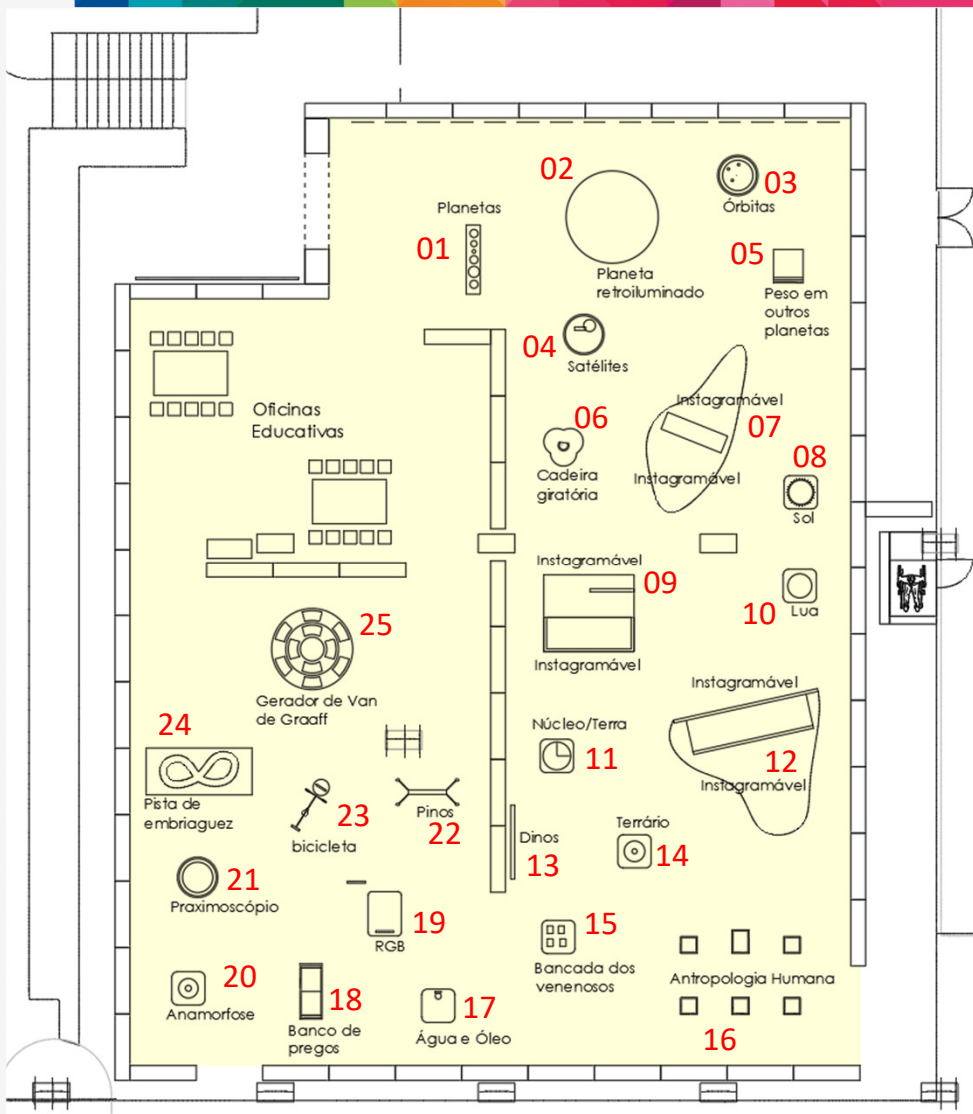 02
03
Órbitas
Planetas
01
05
Planeta
retroiluminado
Peso em
outros
planetas
04
Satélites
Instagramável
07
06
Oficinas
Educativas
Cadeira
giratória
Instagramável
08
Sol
Instagramável
09
10
Lua
25
Instagramável
Instagramável
Gerador de Van
de Graaff
24
Núcleo/Terra
11
12
Instagramável
Pista de
embriaguez
23
bicicleta
Pinos
22
Dinos
13
Terrário
14
21
Praximoscópio
19
RGB
15
Bancada dos
venenosos
Antropologia Humana
16
20
Anamorfose
18
Banco de
pregos
17
Água e Óleo